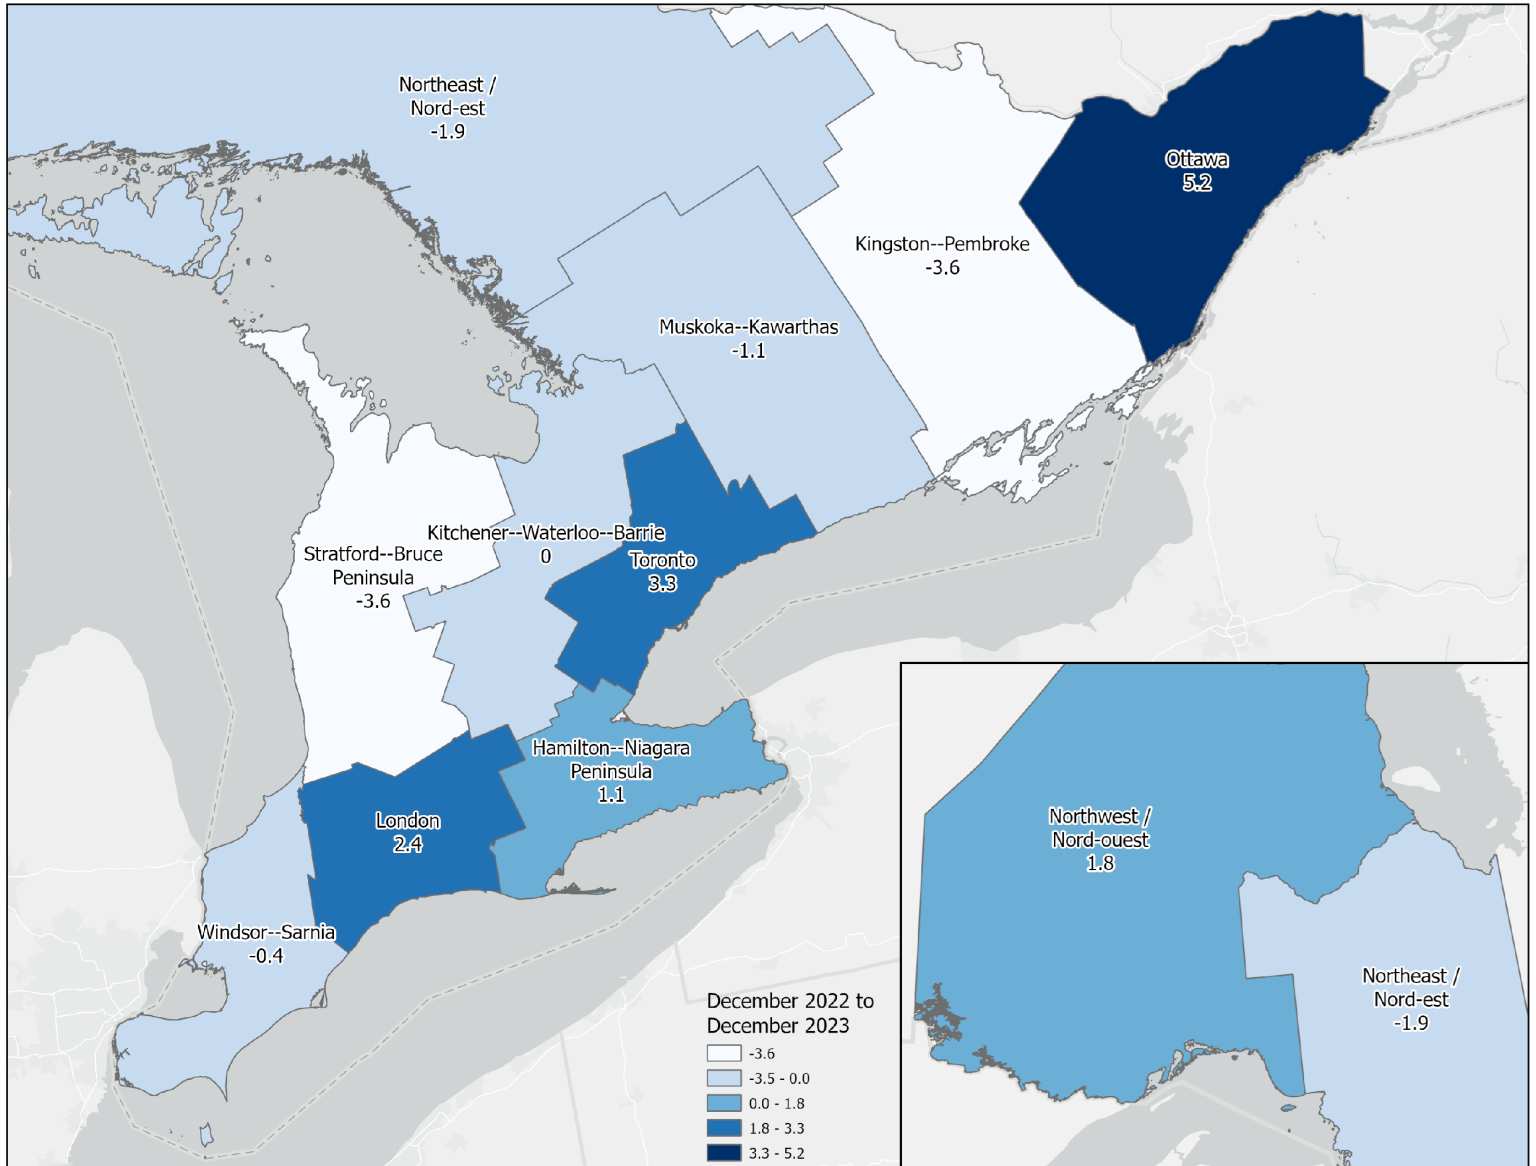 Northeast /
Nord-est
-1.9
Ottawa
5.2
Kingston--Pembroke
-3.6
Muskoka--Kawarthas
-1.1
Kitchener--Waterloo--Barrie
0
Stratford--Bruce
Peninsula
-3.6
Toronto
3.3
Hamilton--Niagara
Peninsula
1.1
London
2.4
Windsor--Sarnia
-0.4
Northwest /
Nord-ouest
1.8
Northeast /
Nord-est
-1.9
December 2022 to
December 2023
-3.6
-3.5 - 0.0
0.0 - 1.8
1.8 - 3.3
3.3 - 5.2